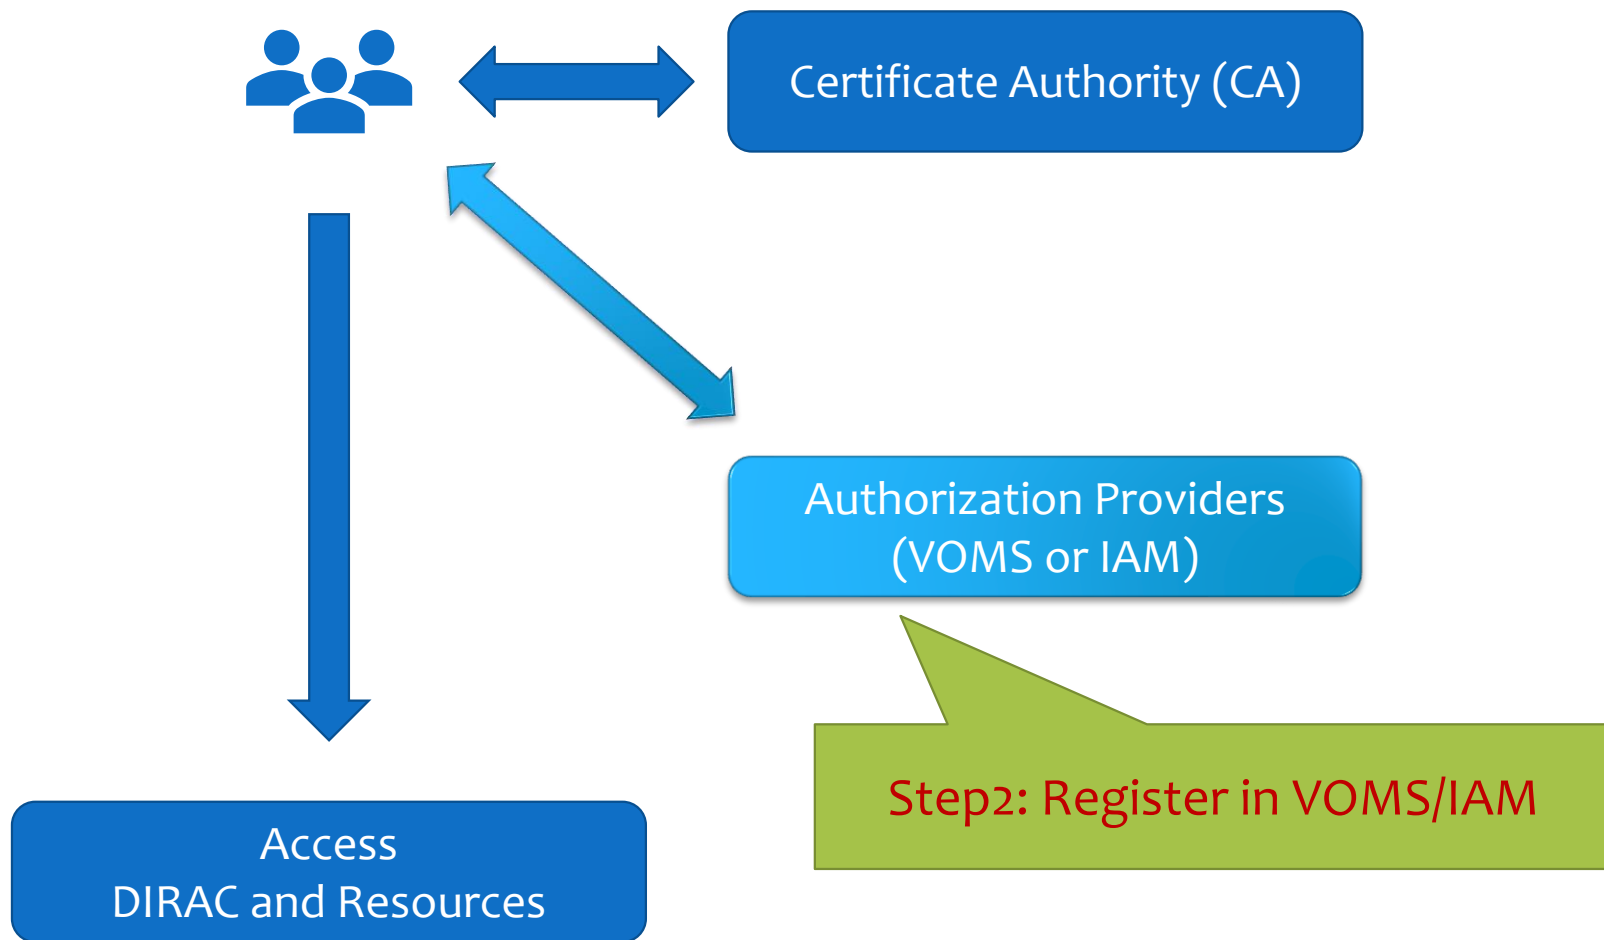 Certificate Authority (CA)
Authorization Providers
(VOMS or IAM)
Step2: Register in VOMS/IAM
Access
DIRAC and Resources